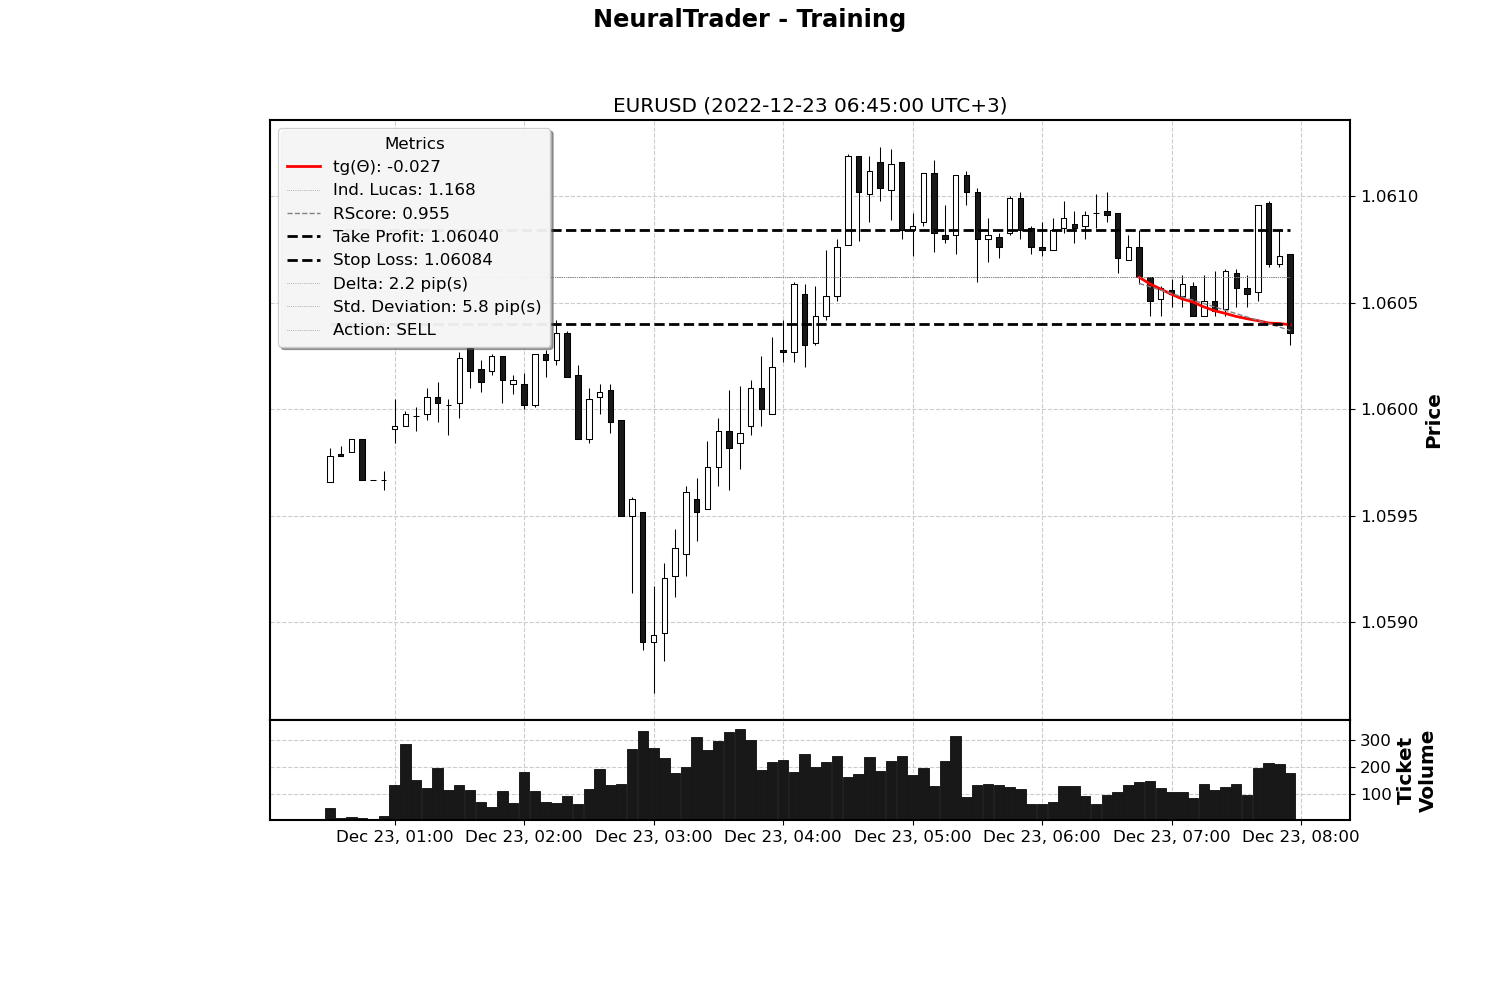 NeuralTrader - Training
EURUSD (2022-12-23 06:45:00 UTC+3)
Metrics
tg(Θ): -0.027
Ind. Lucas: 1.168
RScore: 0.955
Take Profit: 1.06040
Stop Loss: 1.06084
Delta: 2.2 pip(s)
Std. Deviation: 5.8 pip(s)
Action: SELL
1.0610
1.0605
1.0600
1.0595
1.0590
Price
300
200
100
Ticket
Volume
Dec 23, 01:00 Dec 23, 02:00 Dec 23, 03:00 Dec 23, 04:00 Dec 23, 05:00 Dec 23, 06:00 Dec 23, 07:00 Dec 23, 08:00